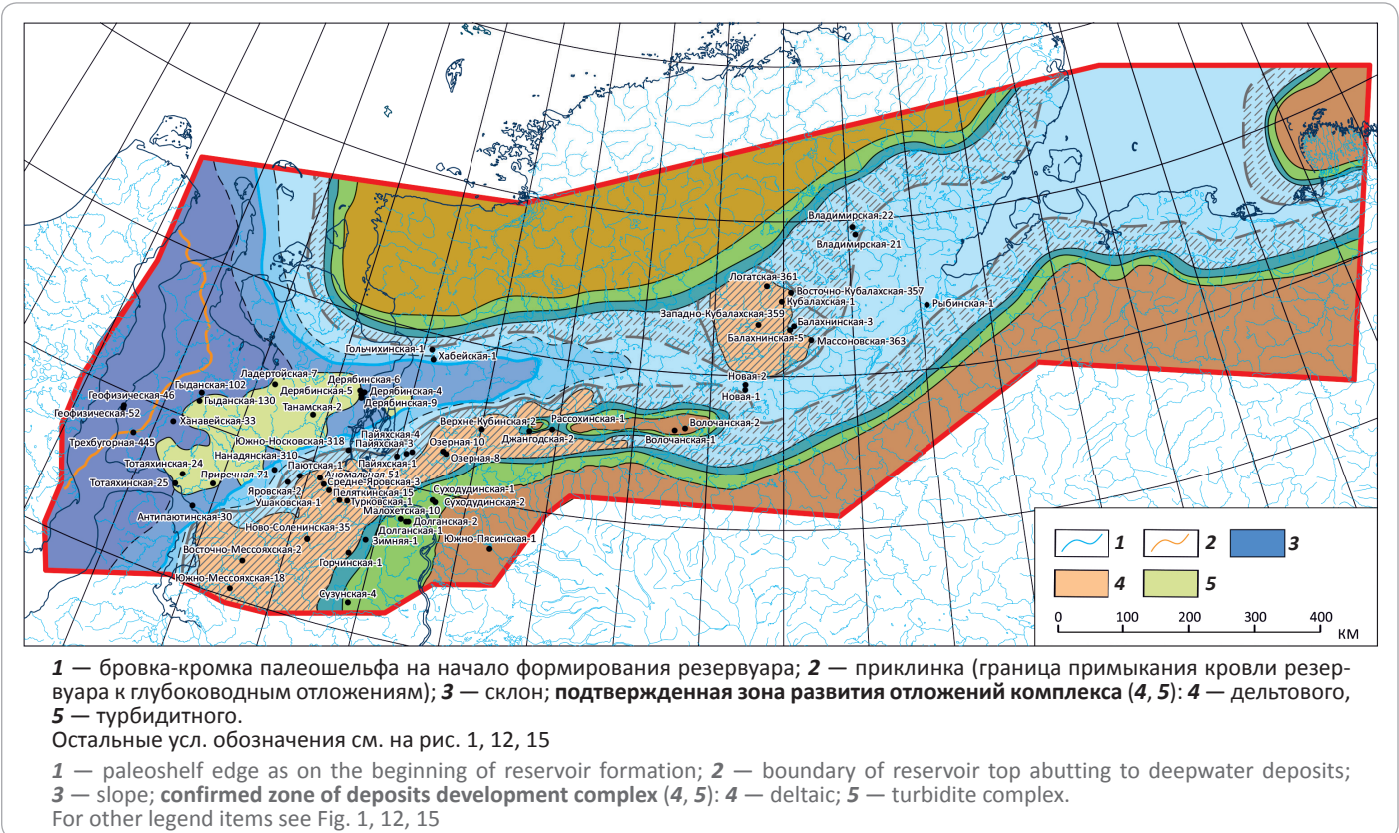 Владимирская-22
Владимирская-21
Логатская-361
Восточно-Кубалахская-357
Кубалахская-1
Рыбинская-1
Западно-Кубалахская-359
Балахнинская-3
Балахнинская-5
Массоновская-363
Гольчихинская-1
Хабейская-1
Ладертойская-7
Дерябинская-6
Гыданская-102
Дерябинская-5
Дерябинская-4
Новая-2
Геофизическая-46
Гыданская-130
Дерябинская-9
Новая-1
Геофизическая-52
Танамская-2
Ханавейская-33
Верхне-Кубинская-2
Рассохинская-1
Волочанская-2
Трехбугорная-445
Южно-Носковская-318
Пайяхская-4
Озерная-10
Джангодская-2
Волочанская-1
Пайяхская-3
Нанадянская-310
Озерная-8
Тотаяхинская-24
Паютская-1
Пайяхская-1
Аномальная-51
Приречная-71
Средне-Яровская-3
Тотаяхинская-25
Яровская-2
Пеляткинская-15
Суходудинская-1
Ушаковская-1
Турковская-1
Суходудинская-2
Антипаютинская-30
Малохетская-10
Долганская-2
Ново-Соленинская-35
Долганская-1
Зимняя-1
Южно-Пясинская-1
Восточно-Мессояхская-2
Горчинская-1
Южно-Мессояхская-18
Сузунская-4
1 2 3
4 5
0 100 200 300 400
км
1 — бровка-кромка палеошельфа на начало формирования резервуара; 2 — приклинка (граница примыкания кровли резер-
вуара к глубоководным отложениям); 3 — склон; подтвержденная зона развития отложений комплекса (4, 5): 4 — дельтового,
5 — турбидитного.
Остальные усл. обозначения см. на рис. 1, 12, 15
1 — paleoshelf edge as on the beginning of reservoir formation; 2 — boundary of reservoir top abutting to deepwater deposits;
3 — slope; confirmed zone of deposits development complex (4, 5): 4 — deltaic; 5 — turbidite complex.
For other legend items see Fig. 1, 12, 15